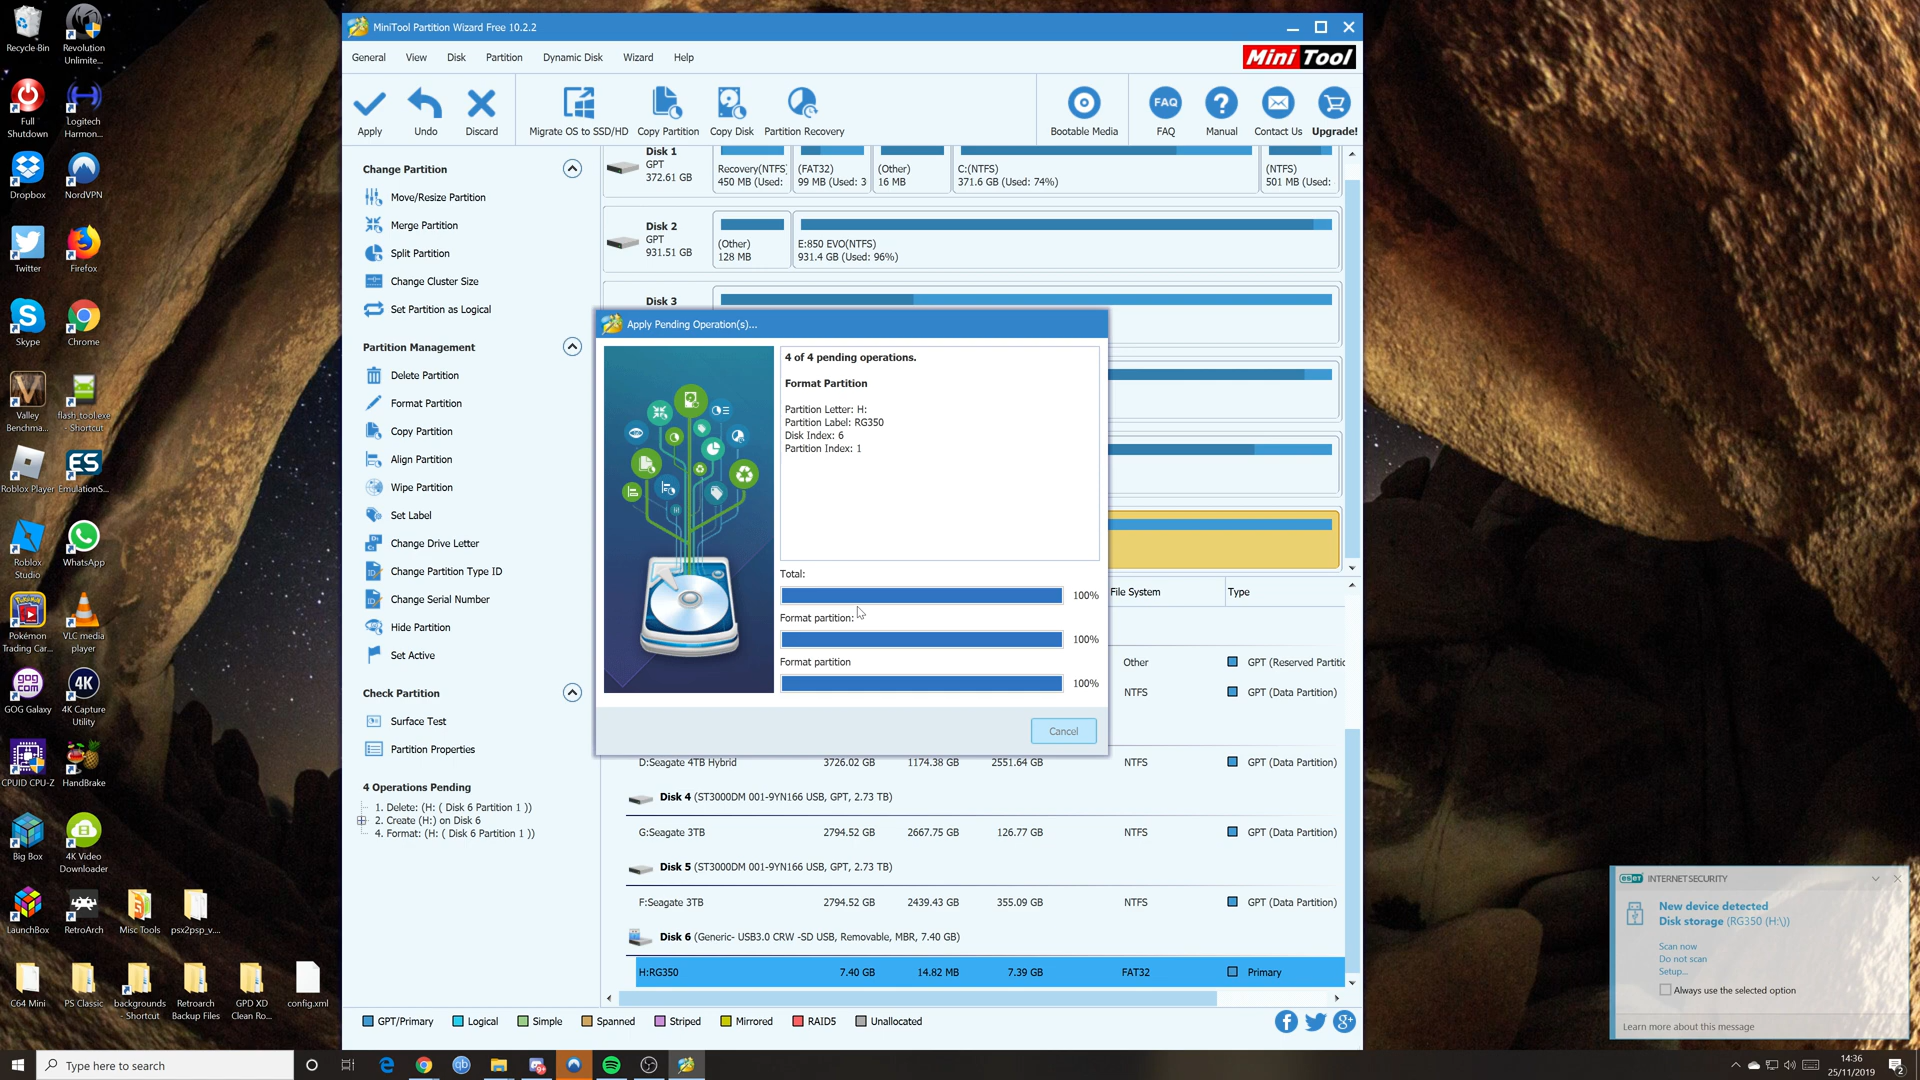 Recycle Bin
Revolution
Unlimite...
Full
Shutdown
Logitech
Harmon...
Dropbox
NordVPN
Twitter
Firefox
Skype
Chrome
Valley
Benchma...
flash_tool.exe
- Shortcut
Roblox Player
EmulationS...
Roblox
Studio
WhatsApp
Pokémon
Trading Car...
VLC media
player
GOG Galaxy
4K Capture
Utility
CPUID CPU-Z
HandBrake
Big Box
4K Video
Downloader
LaunchBox
RetroArch
Misc Tools
psx2psp_v....
C64 Mini
PS Classic
backgrounds
- Shortcut
Retroarch
Backup Files
GPD XD
Clean Ro...
config.xml
MiniTool Partition Wizard Free 10.2.2
General View Disk Partition Dynamic Disk Wizard Help
Mini Tool
Apply Undo Discard Migrate OS to SSD/HD Copy Partition Copy Disk Partition Recovery Bootable Media FAQ Manual Contact Us Upgrade!
Change Partition
Move/Resize Partition
Merge Partition
Split Partition
Change Cluster Size
Set Partition as Logical
Partition Management
Delete Partition
Format Partition
Copy Partition
Align Partition
Wipe Partition
Set Label
Change Drive Letter
Change Partition Type ID
Change Serial Number
Hide Partition
Set Active
Check Partition
Surface Test
Partition Properties
4 Operations Pending
1. Delete: (H: ( Disk 6 Partition 1 ))
2. Create (H:) on Disk 6
4. Format: (H: ( Disk 6 Partition 1 ))
Disk 1
GPT
372.61 GB
Recovery(NTFS
450 MB (Used:
(FAT32)
99 MB (Used: 3
(Other)
16 MB
C:(NTFS)
371.6 GB (Used: 74%)
(NTFS)
501 MB (Used:
Disk 2
GPT
931.51 GB
(Other)
128 MB
E:850 EVO(NTFS)
931.4 GB (Used: 96%)
Disk 3
Apply Pending Operation(s)...
4 of 4 pending operations.
Format Partition
Partition Letter: H:
Partition Label: RG350
Disk Index: 6
Partition Index: 1
Total:
100%
Format partition:
100%
Format partition
100%
Cancel
File System Type
Other GPT (Reserved Partitic
NTFS GPT (Data Partition)
D:Seagate 4TB Hybrid 3726.02 GB 1174.38 GB 2551.64 GB NTFS GPT (Data Partition)
Disk 4 (ST3000DM 001-9YN166 USB, GPT, 2.73 TB)
G:Seagate 3TB 2794.52 GB 2667.75 GB 126.77 GB NTFS GPT (Data Partition)
Disk 5 (ST3000DM 001-9YN166 USB, GPT, 2.73 TB)
F:Seagate 3TB 2794.52 GB 2439.43 GB 355.09 GB NTFS GPT (Data Partition)
Disk 6 (Generic- USB3.0 CRW -SD USB, Removable, MBR, 7.40 GB)
H:RG350 7.40 GB 14.82 MB 7.39 GB FAT32 Primary
GPT/Primary Logical Simple Spanned Striped Mirrored RAID5 Unallocated
eset INTERNET SECURITY
New device detected
Disk storage (RG350 (H:\))
Scan now
Do not scan
Setup...
Always use the selected option
Learn more about this message
Type here to search
14:36
25/11/2019